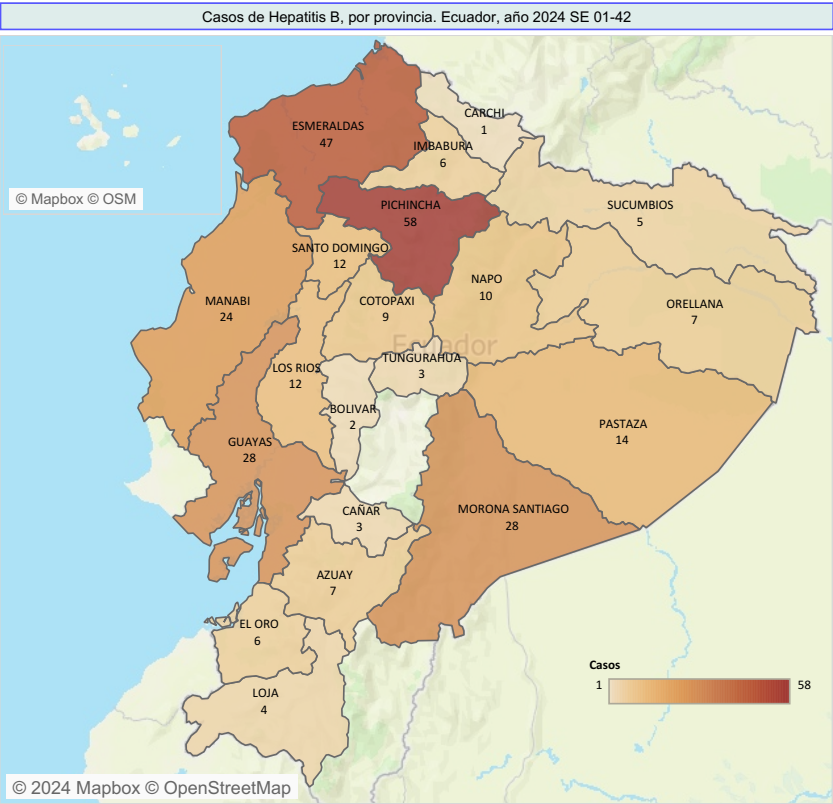 Casos de Hepatitis B, por provincia. Ecuador, año 2024 SE 01-42
CARCHI
1
ESMERALDAS
47
IMBABURA
6
© Mapbox © OSM
PICHINCHA
58
SUCUMBIOS
5
SANTO DOMINGO
12
NAPO
10
MANABI
24
COTOPAXI
9
ORELLANA
7
Ecuador
TUNGURAHUA
3
LOS RIOS
12
BOLIVAR
2
PASTAZA
14
GUAYAS
28
CAÑAR
3
MORONA SANTIAGO
28
AZUAY
7
EL ORO
6
LOJA
4
Casos
1
58
© 2024 Mapbox © OpenStreetMap